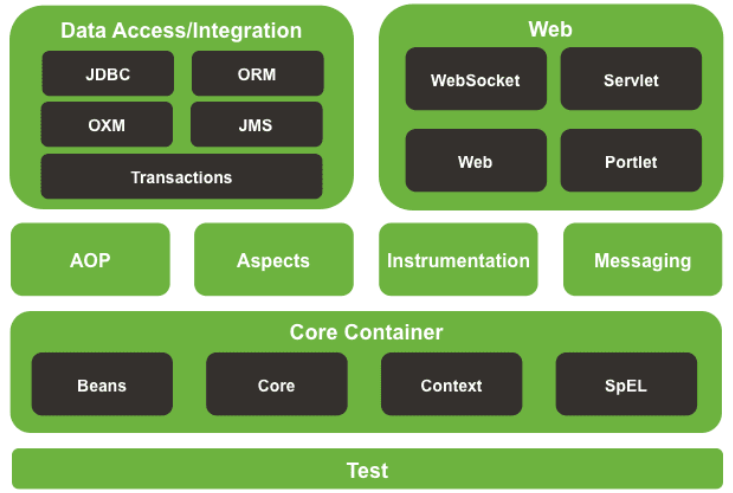 Data Access/Integration
JDBC
ORM
OXM
JMS
Transactions
Web
WebSocket
Servlet
Web
Portlet
AOP
Aspects
Instrumentation
Messaging
Core Container
Beans
Core
Context
SpEL
Test